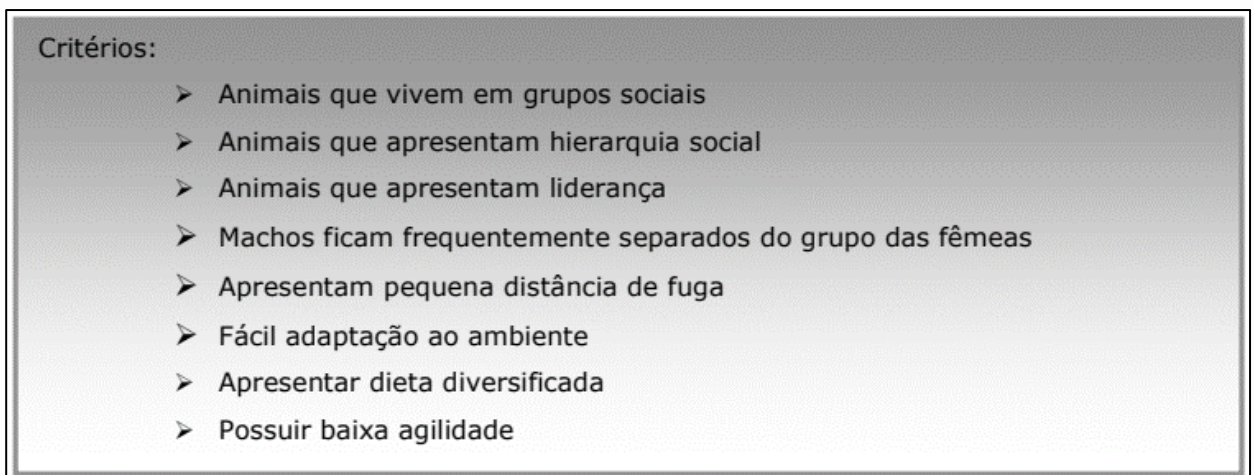 Critérios:
➢ Animais que vivem em grupos sociais
➢ Animais que apresentam hierarquia social
➢ Animais que apresentam liderança
➢ Machos ficam frequentemente separados do grupo das fêmeas
➢ Apresentam pequena distância de fuga
➢ Fácil adaptação ao ambiente
➢ Apresentar dieta diversificada
➢ Possuir baixa agilidade